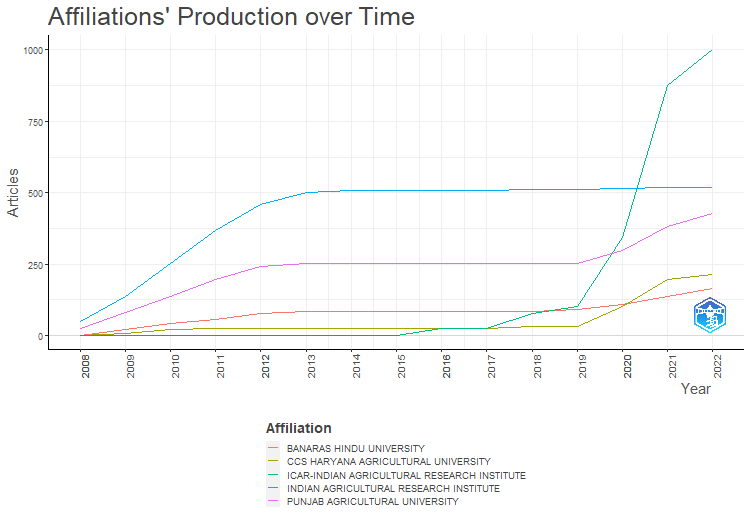 Affiliations' Production over Time
Articles
1000
750
500
250
0
2008
2009
2010
2011
2012
2013
2014
2015
2016
2017
2018
2019
2020
2021
2022
Year
Affiliation
BANARAS HINDU UNIVERSITY
CCS HARYANA AGRICULTURAL UNIVERSITY
ICAR-INDIAN AGRICULTURAL RESEARCH INSTITUTE
INDIAN AGRICULTURAL RESEARCH INSTITUTE
PUNJAB AGRICULTURAL UNIVERSITY